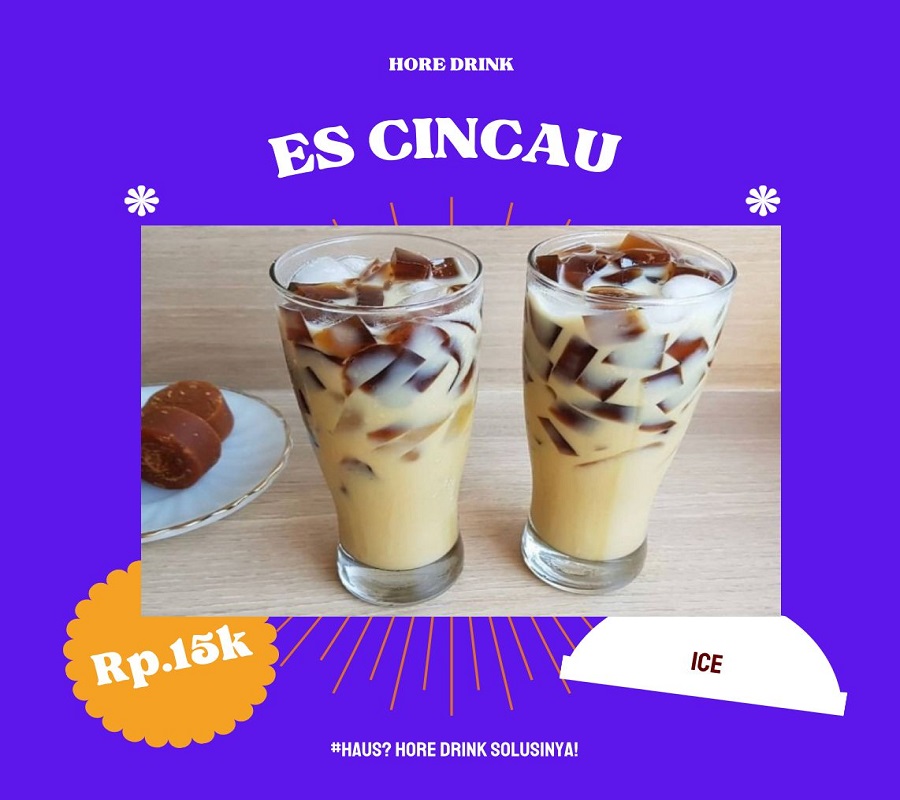 HORE DRINK
ES CINCAU
Rp.15k
ICE
#HAUS? HORE DRINK SOLUSINYA!